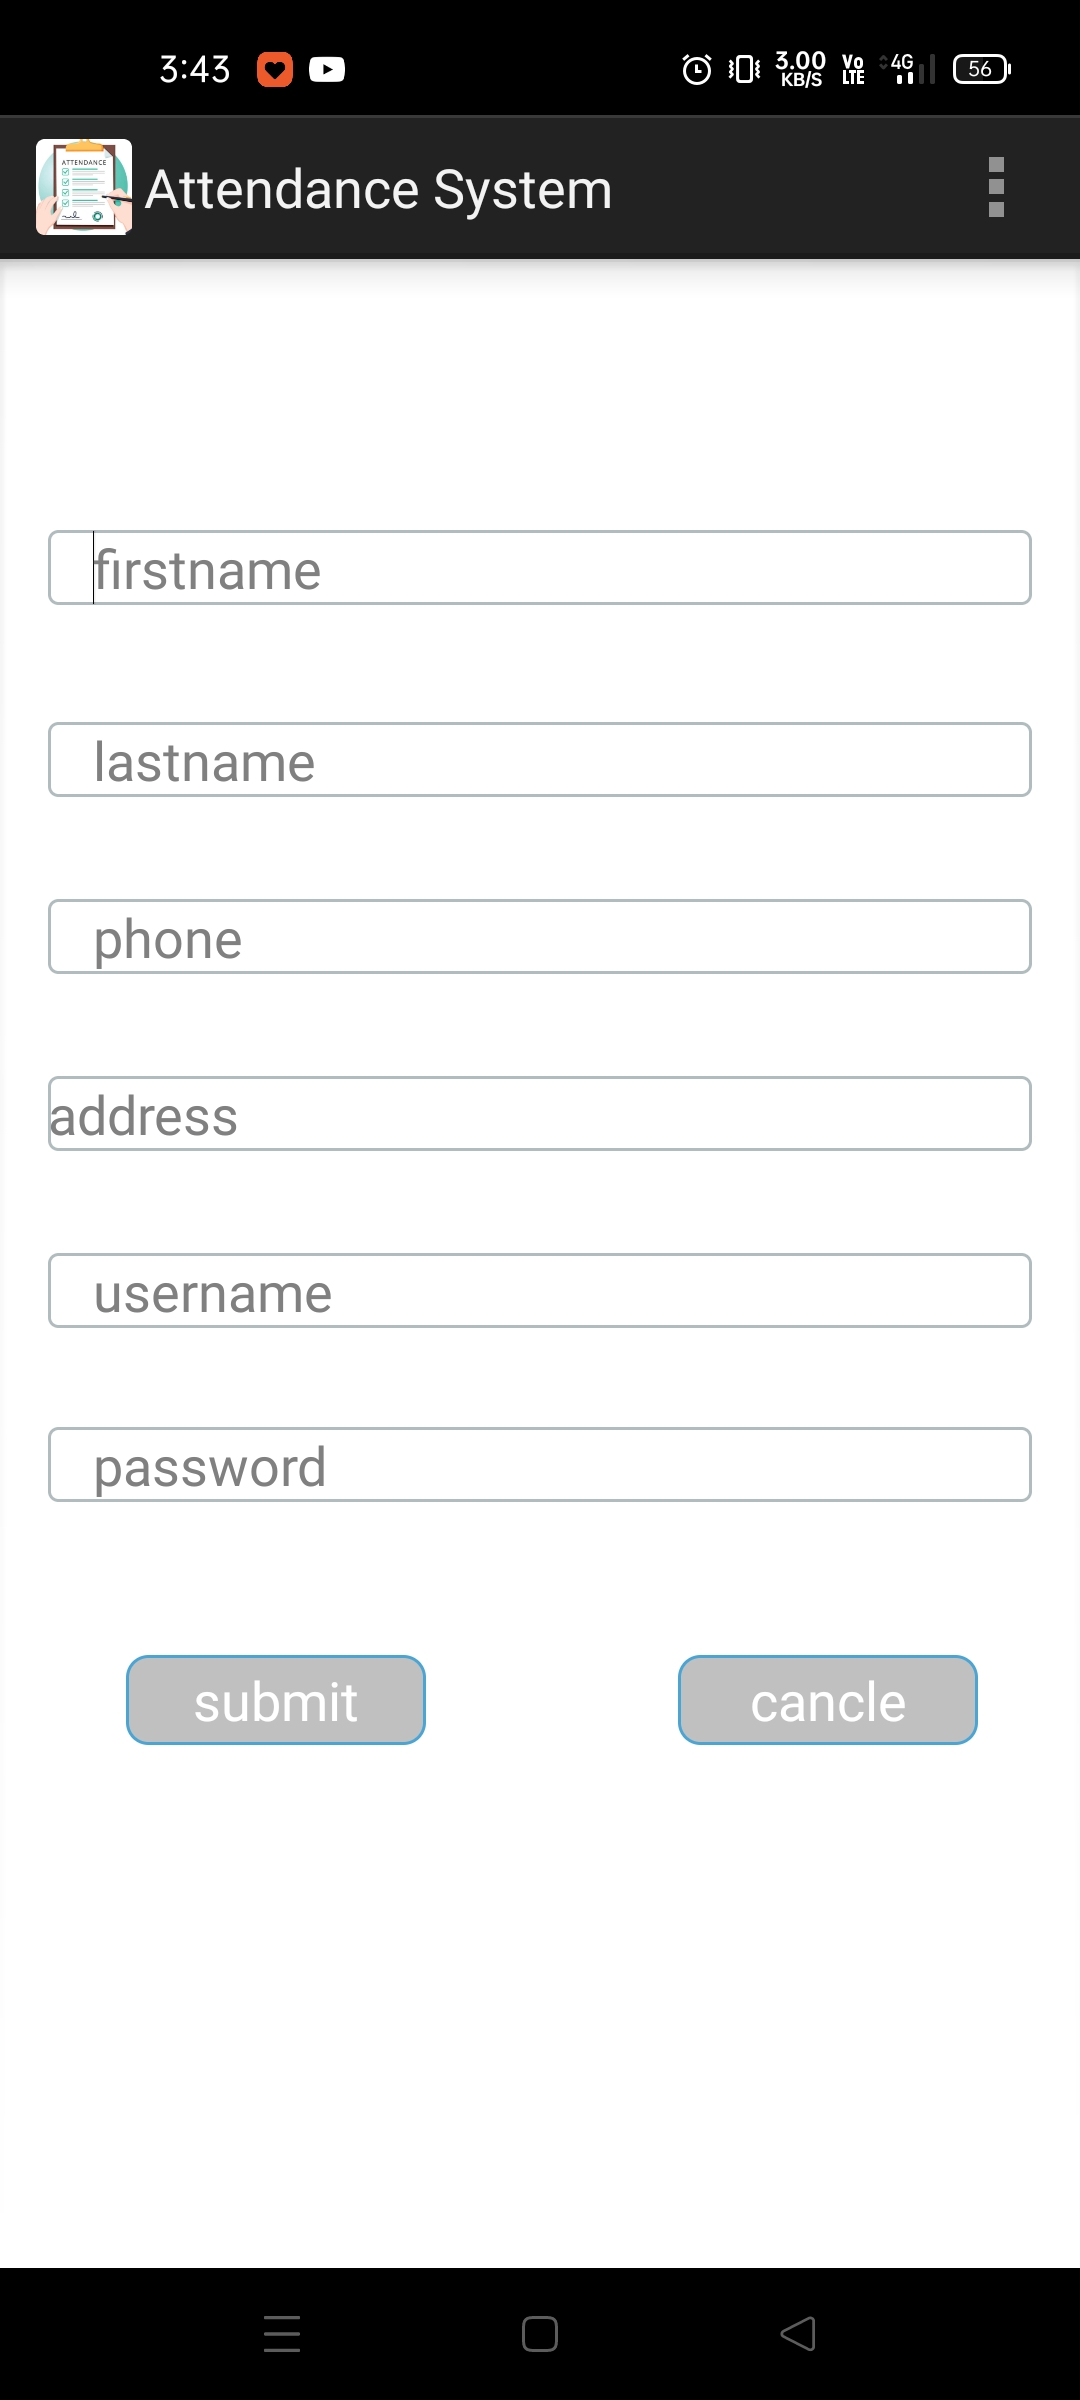 3:43 3.00 KB/S Vo LTE 4G 56
ATTENDANCE
Attendance System
firstname
lastname
phone
address
username
password
submit cancle